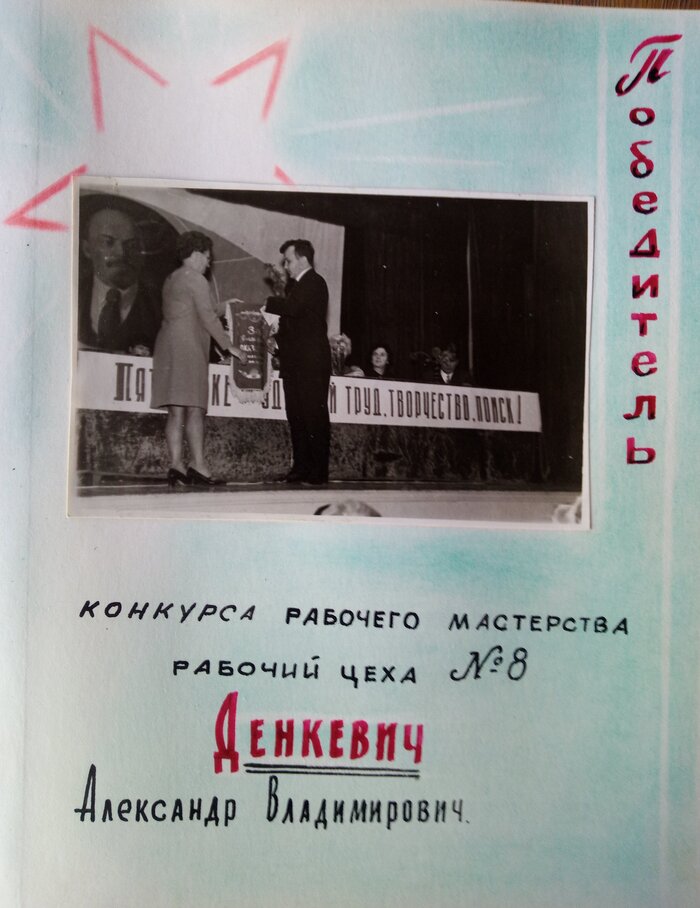 Победитель
ТРУД, ТВОРЧЕСТВО, ПОИСК!
КОНКУРСА РАБОЧЕГО МАСТЕРСТВА
РАБОЧИЙ ЦЕХА №8
ДЕНКЕВИЧ
Александр Владимирович.